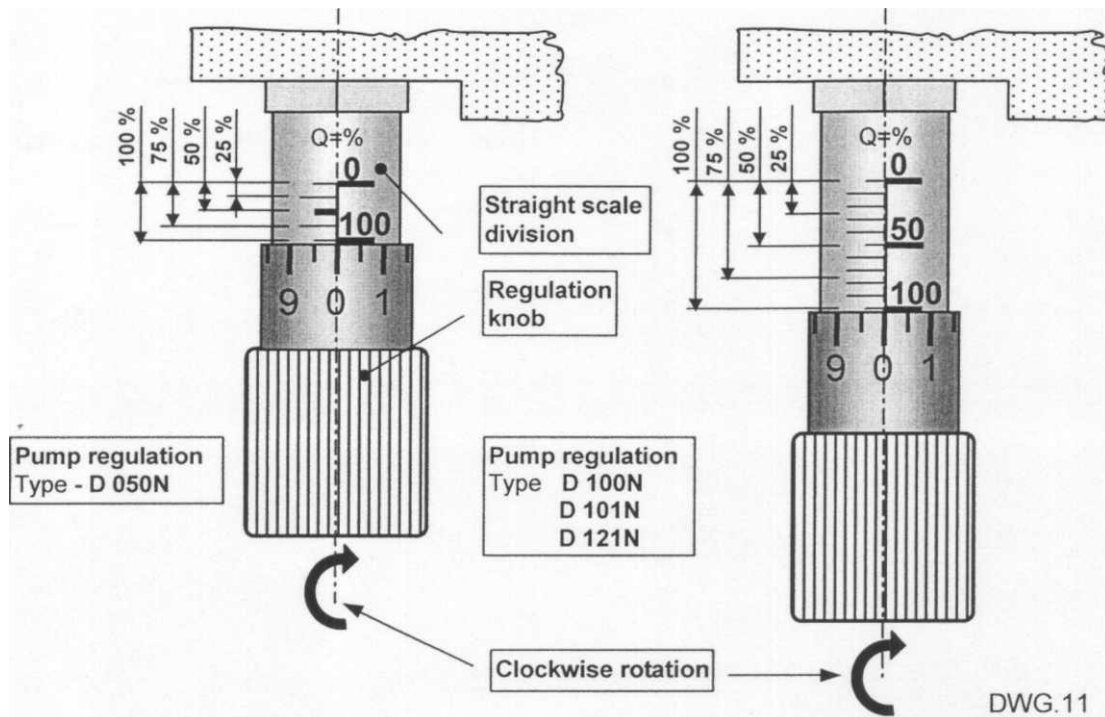 100 %
75 %
50 %
25 %
Q=%
0
100
9 0 1
Straight scale
division
Regulation
knob
Pump regulation
Type - D 050N
100 %
75 %
50 %
25 %
Q=%
0
50
100
9 0 1
Pump regulation
Type D 100N
D 101N
D 121N
Clockwise rotation
DWG.11